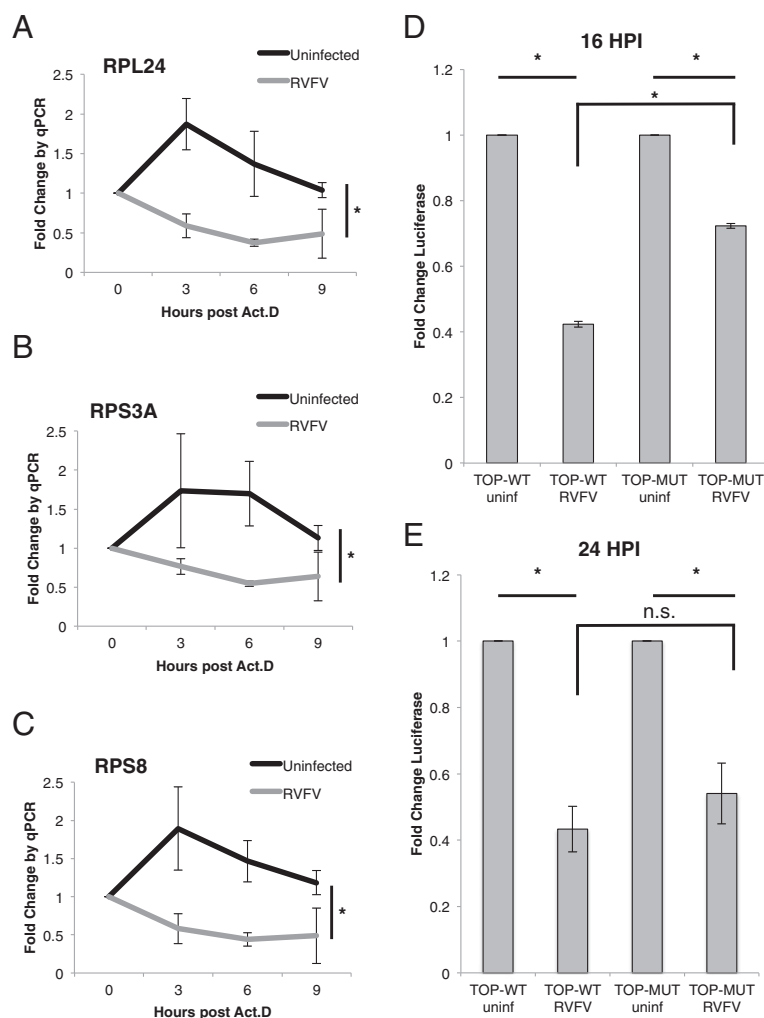 A
RPL24
Uninfected
RVFV
Fold Change by qPCR
2.5
2
1.5
1
0.5
0
*
0 3 6 9
Hours post Act.D
B
RPS3A
Uninfected
RVFV
Fold Change by qPCR
2.5
2
1.5
1
0.5
0
*
0 3 6 9
Hours post Act.D
C
RPS8
Uninfected
RVFV
Fold Change by qPCR
2.5
2
1.5
1
0.5
0
*
0 3 6 9
Hours post Act.D
D
16 HPI
Fold Change Luciferase
1.2
1
0.8
0.6
0.4
0.2
0
* *
*
TOP-WT TOP-WT TOP-MUT TOP-MUT
uninf RVFV uninf RVFV
E
24 HPI
Fold Change Luciferase
1.2
1
0.8
0.6
0.4
0.2
0
* *
n.s.
TOP-WT TOP-WT TOP-MUT TOP-MUT
uninf RVFV uninf RVFV